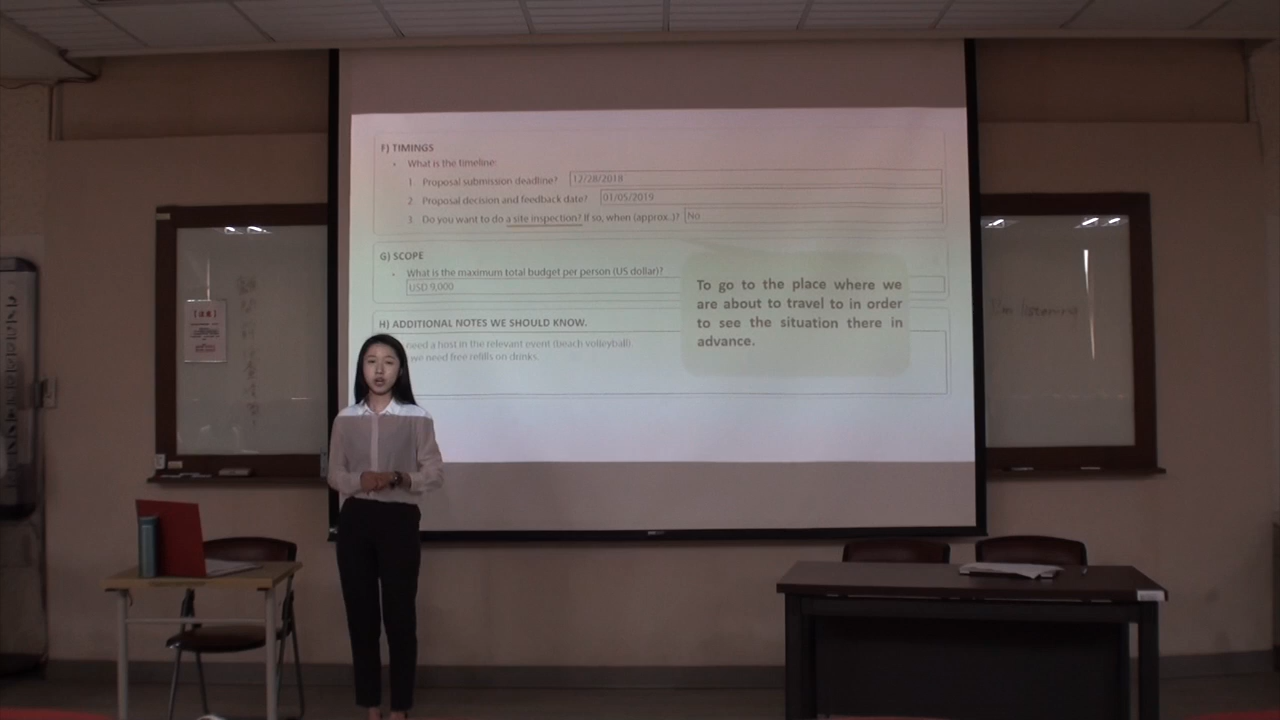 F) TIMINGS
• What is the timeline:
1. Proposal submission deadline? 12/28/2018
2. Proposal decision and feedback date? 01/05/2019
3. Do you want to do a site inspection? If so, when (approx.)? No
G) SCOPE
• What is the maximum total budget per person (US dollar)?
USD 9,000
To go to the place where we
are about to travel to in order
to see the situation there in
advance.
H) ADDITIONAL NOTES WE SHOULD KNOW.
need a host in the relevant event (beach volleyball).
we need free refills on drinks.
I'm listening